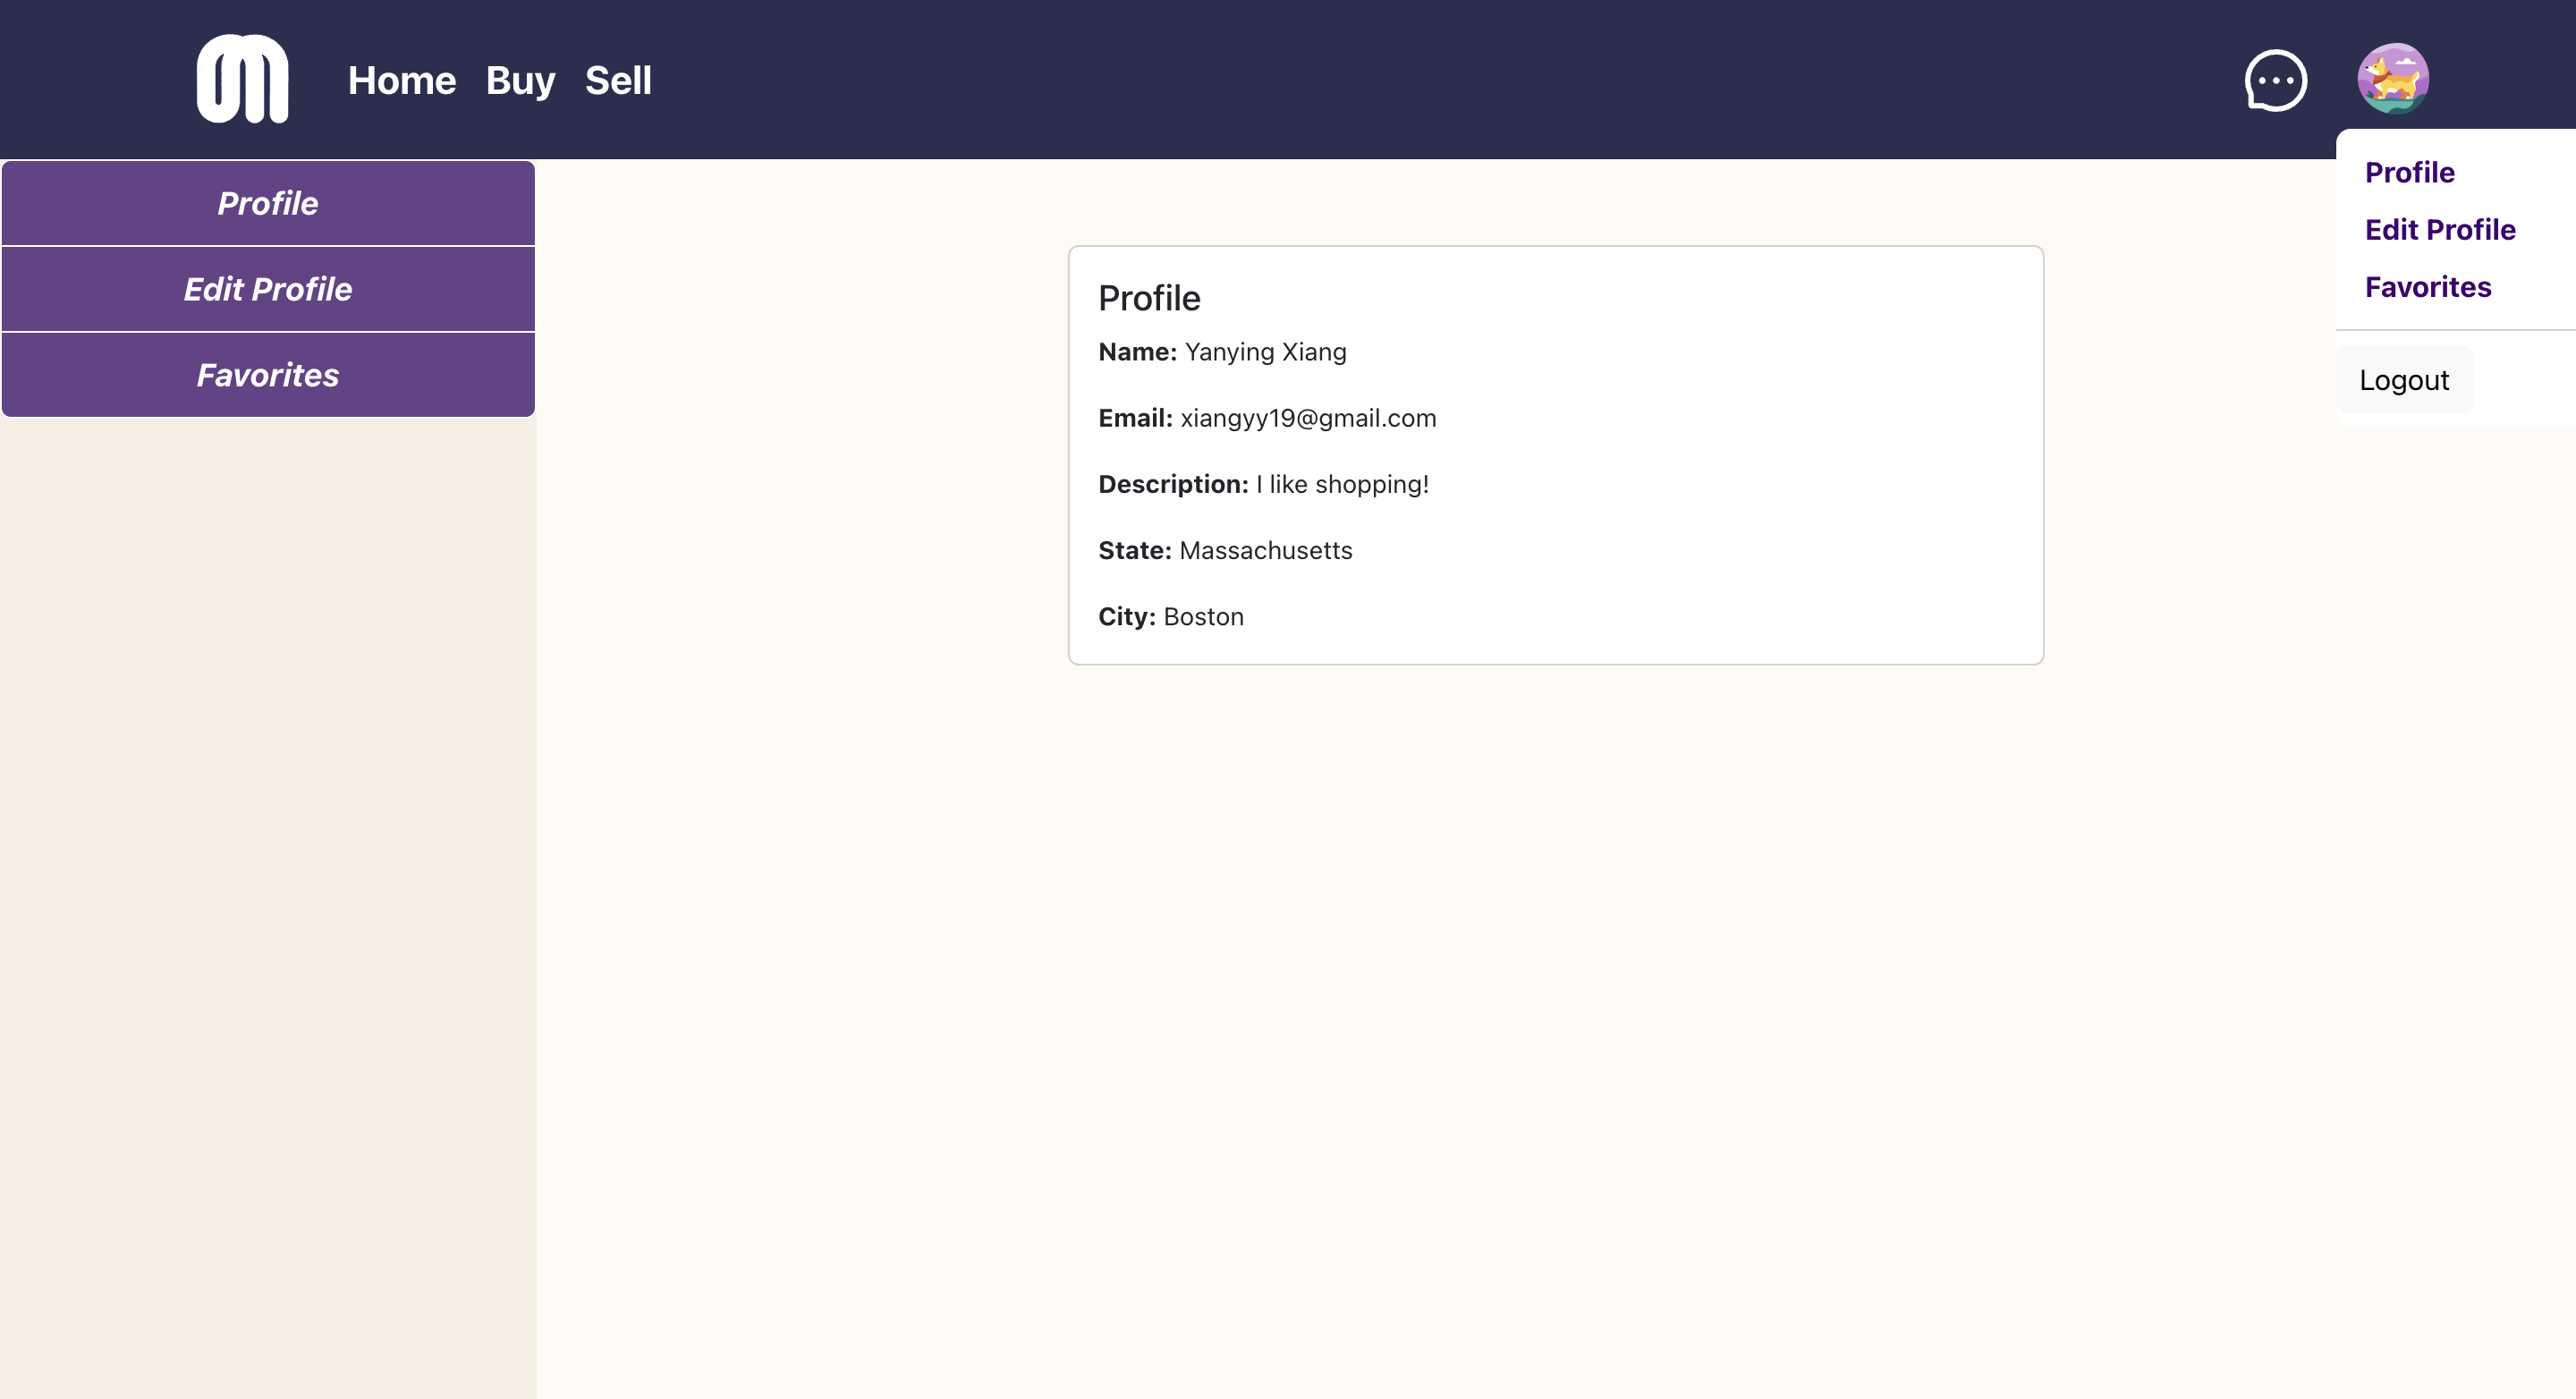 Home Buy Sell
Profile
Edit Profile
Favorites
Profile
Name: Yanying Xiang
Email: xiangyy19@gmail.com
Description: I like shopping!
State: Massachusetts
City: Boston
Profile
Edit Profile
Favorites
Logout